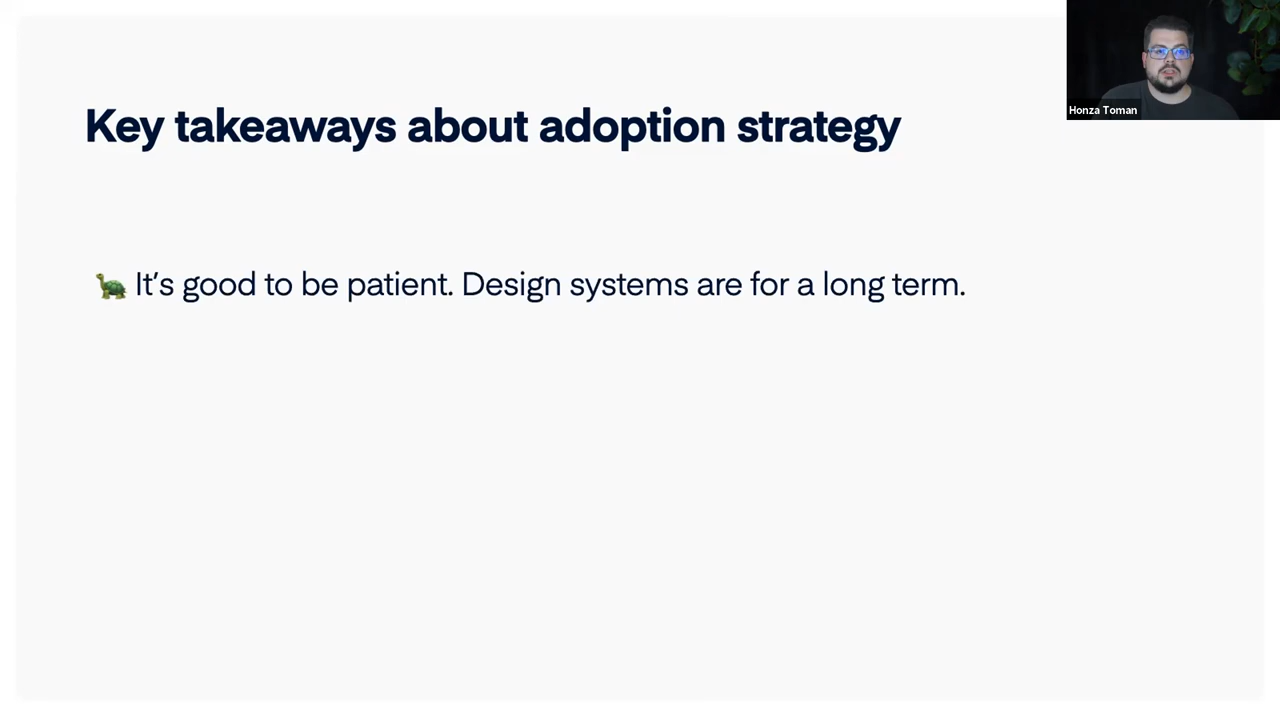 Key takeaways about adoption strategy
Honza Toman
🐢 It's good to be patient. Design systems are for a long term.